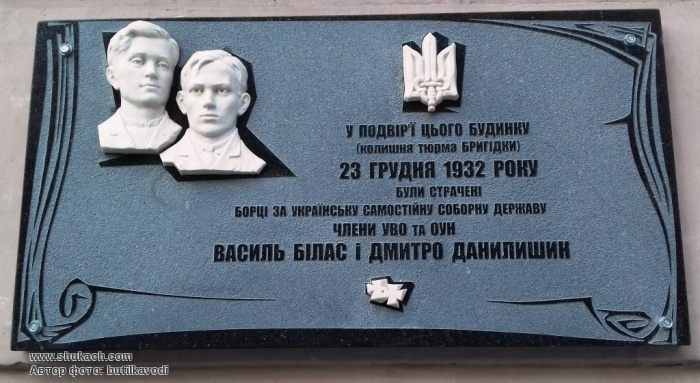 У ПОДВІР'Ї ЦЬОГО БУДИНКУ
(колишня тюрма БРИГІДКИ)
23 ГРУДНЯ 1932 РОКУ
БУЛИ СТРАЧЕНІ
БОРЦІ ЗА УКРАЇНСЬКУ САМОСТІЙНУ СОБОРНУ ДЕРЖАВУ
ЧЛЕНИ УВО ТА ОУН
ВАСИЛЬ БІЛАС і ДМИТРО ДАНИЛИШИН
www.shukach.com
Автор фото: butilkavodi